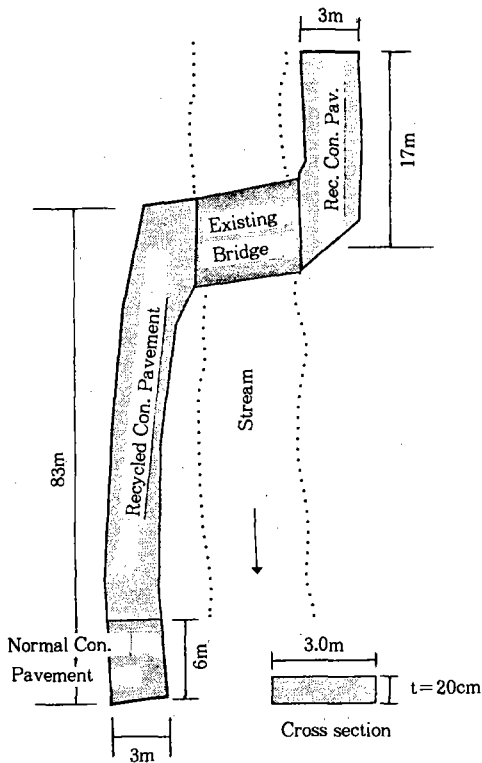 3m
Rec. Con. Pav.
17m
Existing
Bridge
Recycled Con. Pavement
83m
Stream
Normal Con.
Pavement
6m
3m
3.0m
t=20cm
Cross section